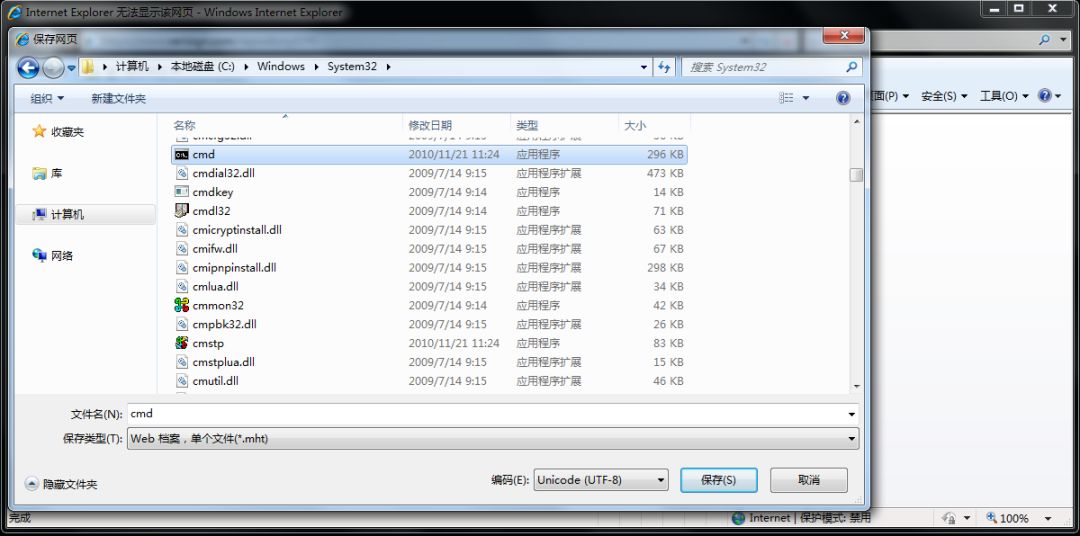 Internet Explorer 无法显示该网页 - Windows Internet Explorer
保存网页
计算机 本地磁盘 (C:) Windows System32
搜索 System32
组织 新建文件夹
页面(P) 安全(S) 工具(O)
名称 修改日期 类型 大小
cmd 2010/11/21 11:24 应用程序 296 KB
cmdial32.dll 2009/7/14 9:15 应用程序扩展 473 KB
cmdkey 2009/7/14 9:14 应用程序 14 KB
cmdl32 2009/7/14 9:14 应用程序 71 KB
cmicryptinstall.dll 2009/7/14 9:15 应用程序扩展 63 KB
cmifw.dll 2009/7/14 9:15 应用程序扩展 67 KB
cmipnpinstall.dll 2009/7/14 9:15 应用程序扩展 298 KB
cmlua.dll 2009/7/14 9:15 应用程序扩展 34 KB
cmmon32 2009/7/14 9:14 应用程序 42 KB
cmpbk32.dll 2009/7/14 9:15 应用程序扩展 26 KB
cmstp 2010/11/21 11:24 应用程序 83 KB
cmstplua.dll 2009/7/14 9:15 应用程序扩展 15 KB
cmutil.dll 2009/7/14 9:15 应用程序扩展 46 KB
收藏夹
库
计算机
网络
文件名(N): cmd
保存类型(T): Web 档案，单个文件(*.mht)
隐藏文件夹
编码(E): Unicode (UTF-8) 保存(S) 取消
完成
Internet | 保护模式: 禁用
100%